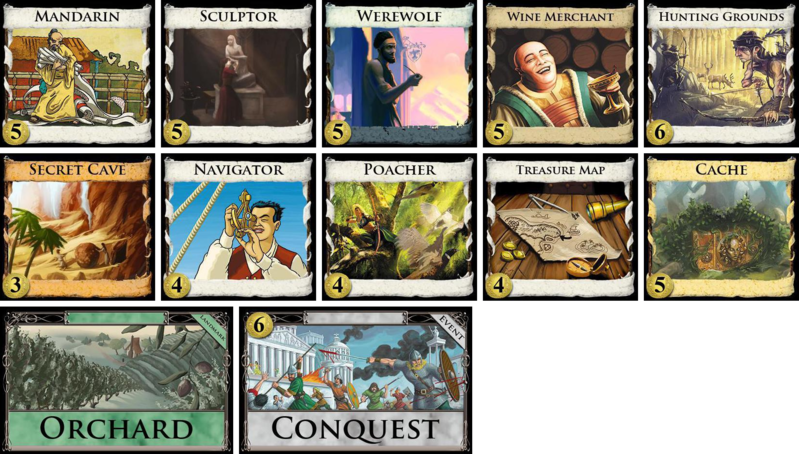 MANDARIN
5
SCULPTOR
5
WEREWOLF
5
WINE MERCHANT
5
HUNTING GROUNDS
6
SECRET CAVE
3
NAVIGATOR
4
POACHER
4
TREASURE MAP
4
CACHE
5
LANDMARK
ORCHARD
6
EVENT
CONQUEST